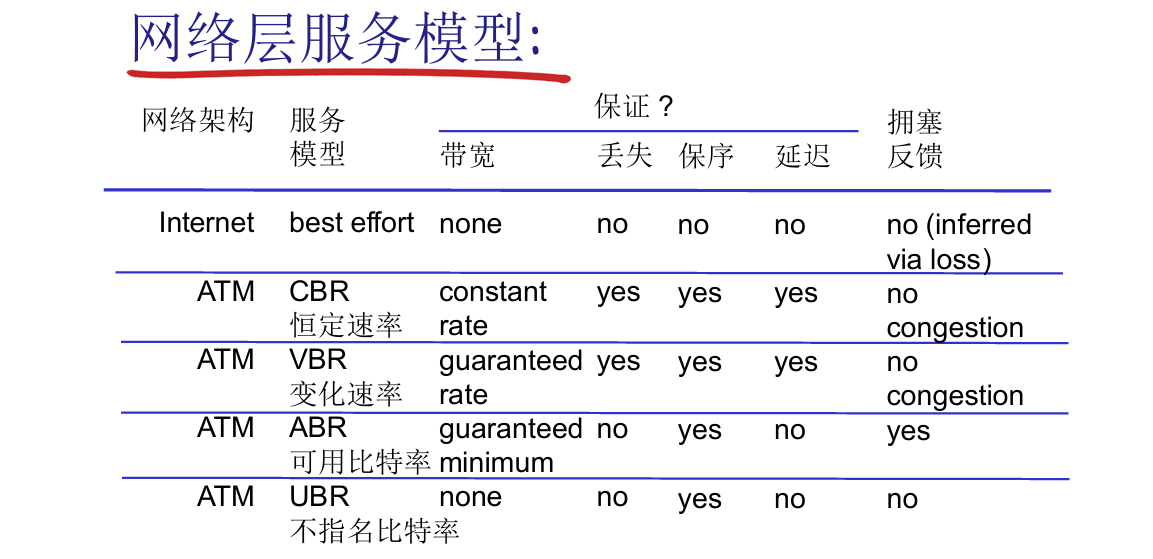 网络层服务模型:
保证 ?
网络架构 服务模型 带宽 丢失 保序 延迟 拥塞反馈
Internet best effort none no no no no (inferred via loss)
ATM CBR 恒定速率 constant rate yes yes yes no congestion
ATM VBR 变化速率 guaranteed rate yes yes yes no congestion
ATM ABR 可用比特率 guaranteed minimum no yes no yes
ATM UBR 不指名比特率 none no yes no no